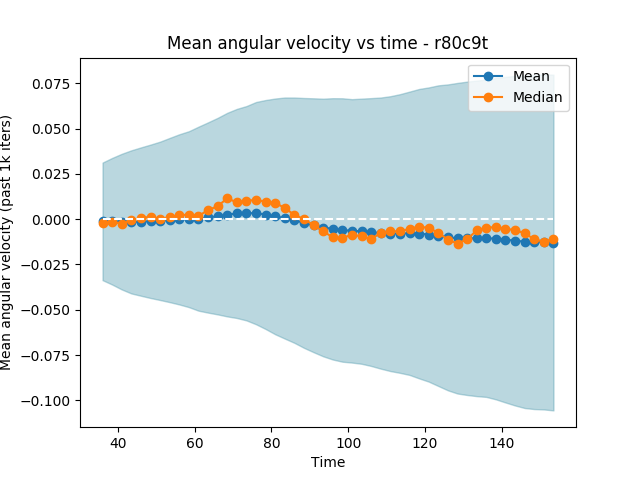 Mean angular velocity vs time - r80c9t
Mean
Median
0.075
0.050
0.025
0.000
−0.025
−0.050
−0.075
−0.100
Mean angular velocity (past 1k iters)
40
60
80
100
120
140
Time